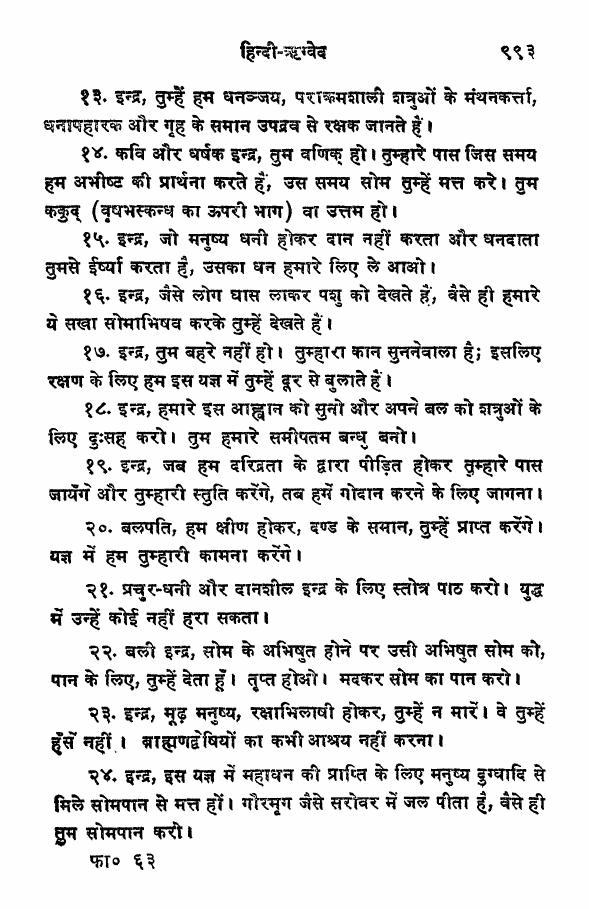 हिन्दी-ऋग्वेद ९९३
१३. इन्द्र, तुम्हें हम धनञ्जय, पराक्रमशाली शत्रुओं के मंथनकर्त्ता,
धनापहारक और गृह के समान उपद्रव से रक्षक जानते हैं।
१४. कवि और धर्षक इन्द्र, तुम वणिक् हो। तुम्हारे पास जिस समय
हम अभीष्ट की प्रार्थना करते हैं, उस समय सोम तुम्हें मत्त करे। तुम
ककुद् (वृषभस्कन्ध का ऊपरी भाग) वा उत्तम हो।
१५. इन्द्र, जो मनुष्य धनी होकर दान नहीं करता और धनदाता
तुमसे ईर्ष्या करता है, उसका धन हमारे लिए ले आओ।
१६. इन्द्र, जैसे लोग घास लाकर पशु को देखते हैं, वैसे ही हमारे
ये सखा सोमाभिषव करके तुम्हें देखते हैं।
१७. इन्द्र, तुम बहरे नहीं हो। तुम्हारा कान सुननेवाला है; इसलिए
रक्षण के लिए हम इस यज्ञ में तुम्हें दूर से बुलाते हैं।
१८. इन्द्र, हमारे इस आह्वान को सुनो और अपने बल को शत्रुओं के
लिए दुःसह करो। तुम हमारे समीपतम बन्धु बनो।
१९. इन्द्र, जब हम दरिद्रता के द्वारा पीड़ित होकर तुम्हारे पास
जायेंगे और तुम्हारी स्तुति करेंगे, तब हमें गोदान करने के लिए जागना।
२०. बलपति, हम क्षीण होकर, दण्ड के समान, तुम्हें प्राप्त करेंगे।
यज्ञ में हम तुम्हारी कामना करेंगे।
२१. प्रचुर-धनी और दानशील इन्द्र के लिए स्तोत्र पाठ करो। युद्ध
में उन्हें कोई नहीं हरा सकता।
२२. बली इन्द्र, सोम के अभिषुत होने पर उसी अभिषुत सोम को,
पान के लिए, तुम्हें देता हूँ। तृप्त होओ। मदकर सोम का पान करो।
२३. इन्द्र, मूढ़ मनुष्य, रक्षाभिलाषी होकर, तुम्हें न मारें। वे तुम्हें
हँसें नहीं। ब्राह्मणद्वेषियों का कभी आश्रय नहीं करना।
२४. इन्द्र, इस यज्ञ में महाधन की प्राप्ति के लिए मनुष्य दुग्धादि से
मिले सोमपान से मत्त हों। गौरमृग जैसे सरोवर में जल पीता है, वैसे ही
तुम सोमपान करो।
फा० ६३